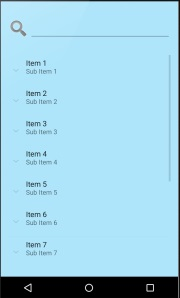 Item 1
Sub Item 1
Item 2
Sub Item 2
Item 3
Sub Item 3
Item 4
Sub Item 4
Item 5
Sub Item 5
Item 6
Sub Item 6
Item 7
Sub Item 7